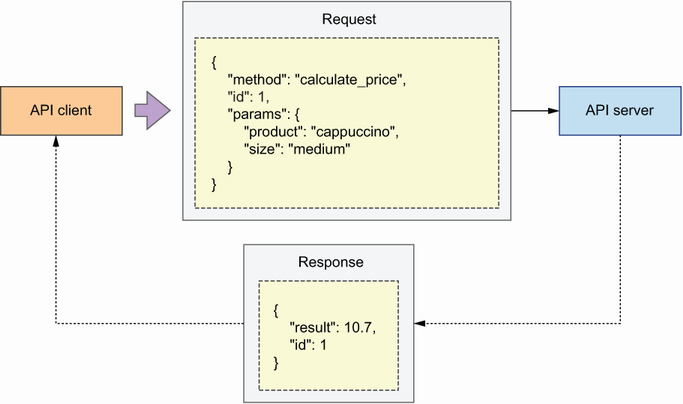 Request
{
"method": "calculate_price",
"id": 1,
"params": {
"product": "cappuccino",
"size": "medium"
}
}
API client
API server
Response
{
"result": 10.7,
"id": 1
}